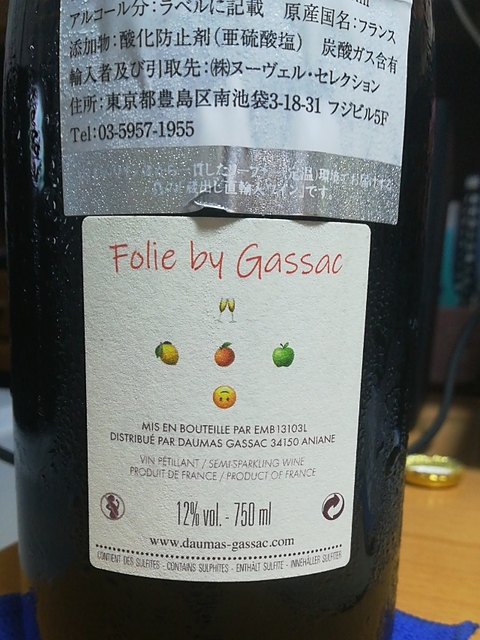 アルコール分：ラベルに記載 原産国名：フランス
添加物：酸化防止剤（亜硫酸塩） 炭酸ガス含有
輸入者及び引取先：㈱ヌーヴェル・セレクション
住所：東京都豊島区南池袋3-18-31 フジビル5F
Tel：03-5957-1955
Folie by Gassac
MIS EN BOUTEILLE PAR EMB13103L
DISTRIBUÉ PAR DAUMAS GASSAC 34150 ANIANE
VIN PÉTILLANT / SEMI-SPARKLING WINE
PRODUIT DE FRANCE / PRODUCT OF FRANCE
12% vol. - 750 ml
www.daumas-gassac.com
CONTIENT DES SULFITES - CONTAINS SULPHITES - ENTHÄLT SULFITE - INNEHÅLLER SULFITER